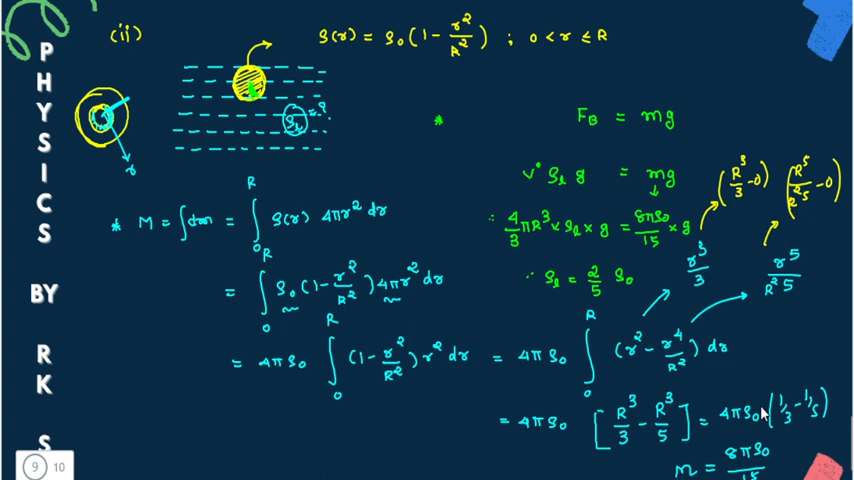 PHYSICS BY RK S
(ii) ρ(r) = ρ₀(1 - r²/R²) ; 0 < r ≤ R
ρₗ = ?
r
* F_B = mg
v ρₗ g = mg
∴ 4/3 πR³ × ρₗ × g = 8πρ₀/15 × g
∴ ρₗ = 2/5 ρ₀
(R³/3 - 0) (R⁵/R²5 - 0)
r³/3 r⁵/R²5
* M = ∫dm = ∫₀ᴿ ρ(r) 4πr² dr
= ∫₀ᴿ ρ₀(1 - r²/R²) 4πr² dr
= 4πρ₀ ∫₀ᴿ (1 - r²/R²) r² dr = 4πρ₀ ∫₀ᴿ (r² - r⁴/R²) dr
= 4πρ₀ [R³/3 - R³/5] = 4πρ₀ (1/3 - 1/5)
m = 8πρ₀/15
9 10